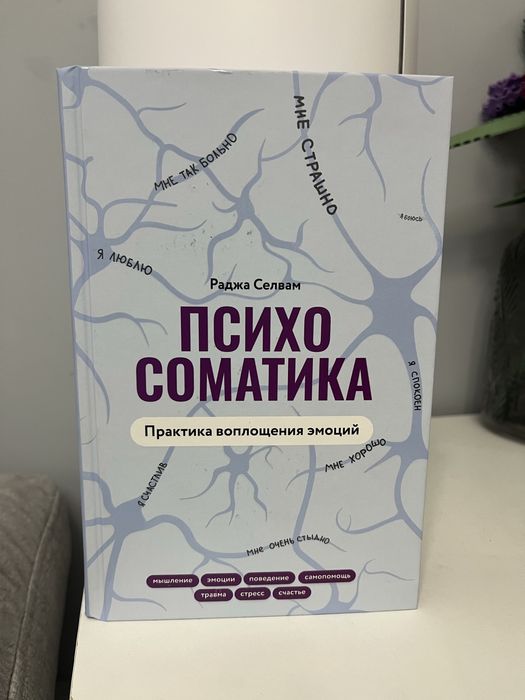 МНЕ СТРАШНО
МНЕ ТАК БОЛЬНО
Я БОЮСЬ
Я ЛЮБЛЮ
Раджа Селвам
ПСИХО
СОМАТИКА
Я СПОКОЕН
Практика воплощения эмоций
МНЕ ХОРОШО
Я СЧАСТЛИВ
МНЕ ОЧЕНЬ СТЫДНО
мышление эмоции поведение самопомощь
травма стресс счастье